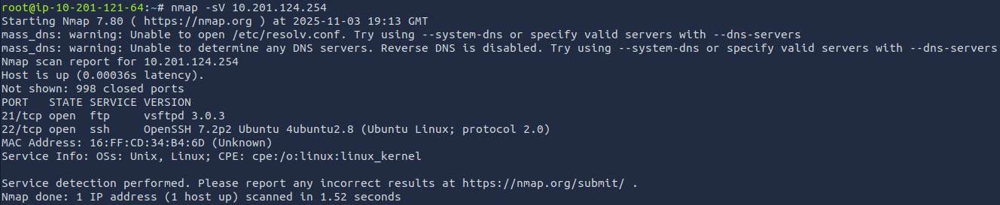 root@ip-10-201-121-64:~# nmap -sV 10.201.124.254
Starting Nmap 7.80 ( https://nmap.org ) at 2025-11-03 19:13 GMT
mass_dns: warning: Unable to open /etc/resolv.conf. Try using --system-dns or specify valid servers with --dns-servers
mass_dns: warning: Unable to determine any DNS servers. Reverse DNS is disabled. Try using --system-dns or specify valid servers with --dns-servers
Nmap scan report for 10.201.124.254
Host is up (0.00036s latency).
Not shown: 998 closed ports
PORT   STATE SERVICE VERSION
21/tcp open  ftp     vsftpd 3.0.3
22/tcp open  ssh     OpenSSH 7.2p2 Ubuntu 4ubuntu2.8 (Ubuntu Linux; protocol 2.0)
MAC Address: 16:FF:CD:34:B4:6D (Unknown)
Service Info: OSs: Unix, Linux; CPE: cpe:/o:linux:linux_kernel
Service detection performed. Please report any incorrect results at https://nmap.org/submit/ .
Nmap done: 1 IP address (1 host up) scanned in 1.52 seconds